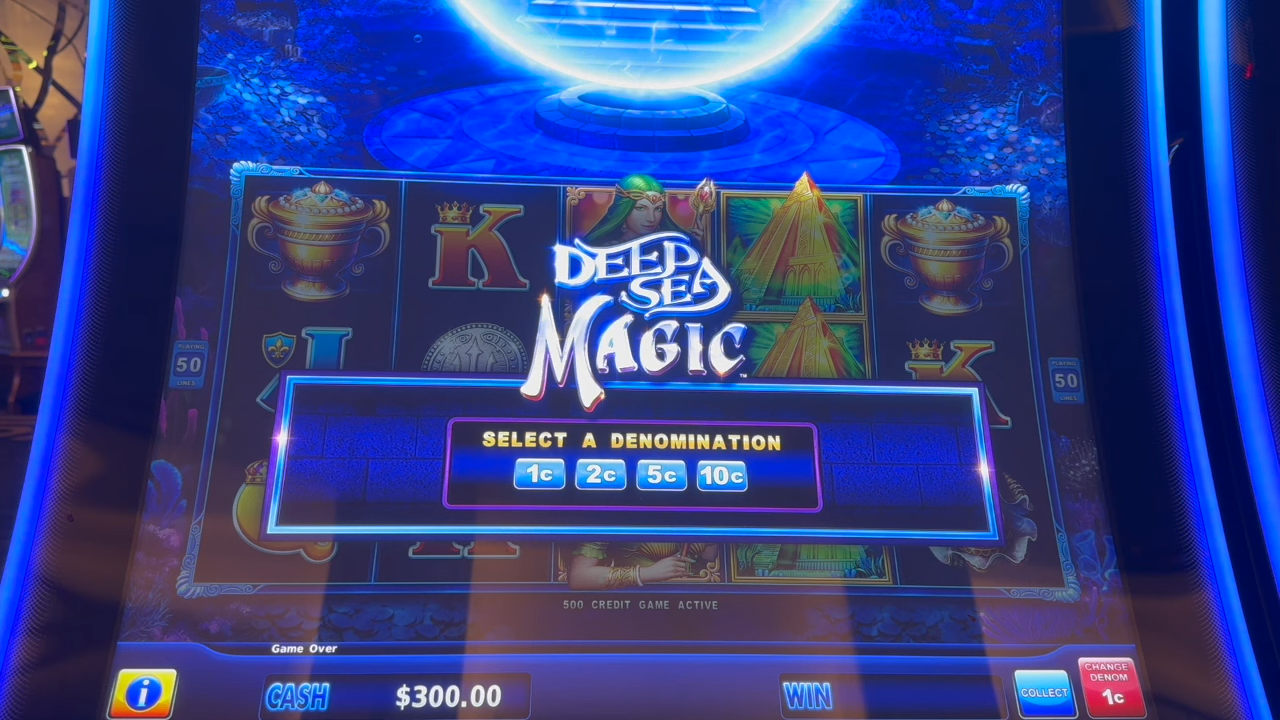 K
DEEP
SEA
MAGIC™
PLAYING
50
LINES
J
K
PLAYING
50
LINES
SELECT A DENOMINATION
1c 2c 5c 10c
500 CREDIT GAME ACTIVE
Game Over
i
CASH $300.00
WIN
COLLECT
CHANGE
DENOM
1c